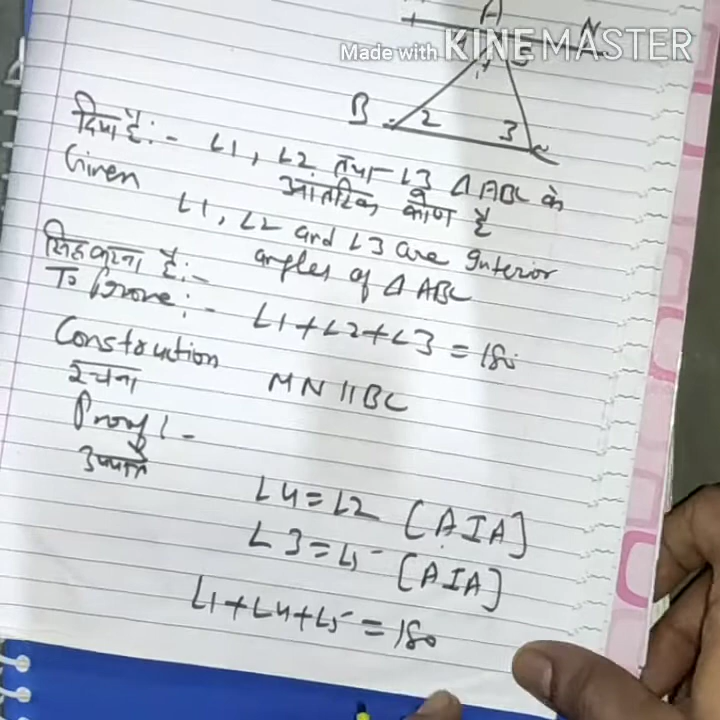 A
N
Made with KINEMASTER
B
2
3
C
दिया है:- ∠1, ∠2 तथा ∠3 △ABC के
आंतरिक कोण है
Given ∠1, ∠2 and ∠3 are Interior
angles of △ABC
सिद्ध करना है:-
To Prove:- ∠1+∠2+∠3=180
Construction MN||BC
रचना
Proof:-
उपपत्ति
∠4=∠2 [AIA]
∠3=∠5 [AIA]
∠1+∠4+∠5=180